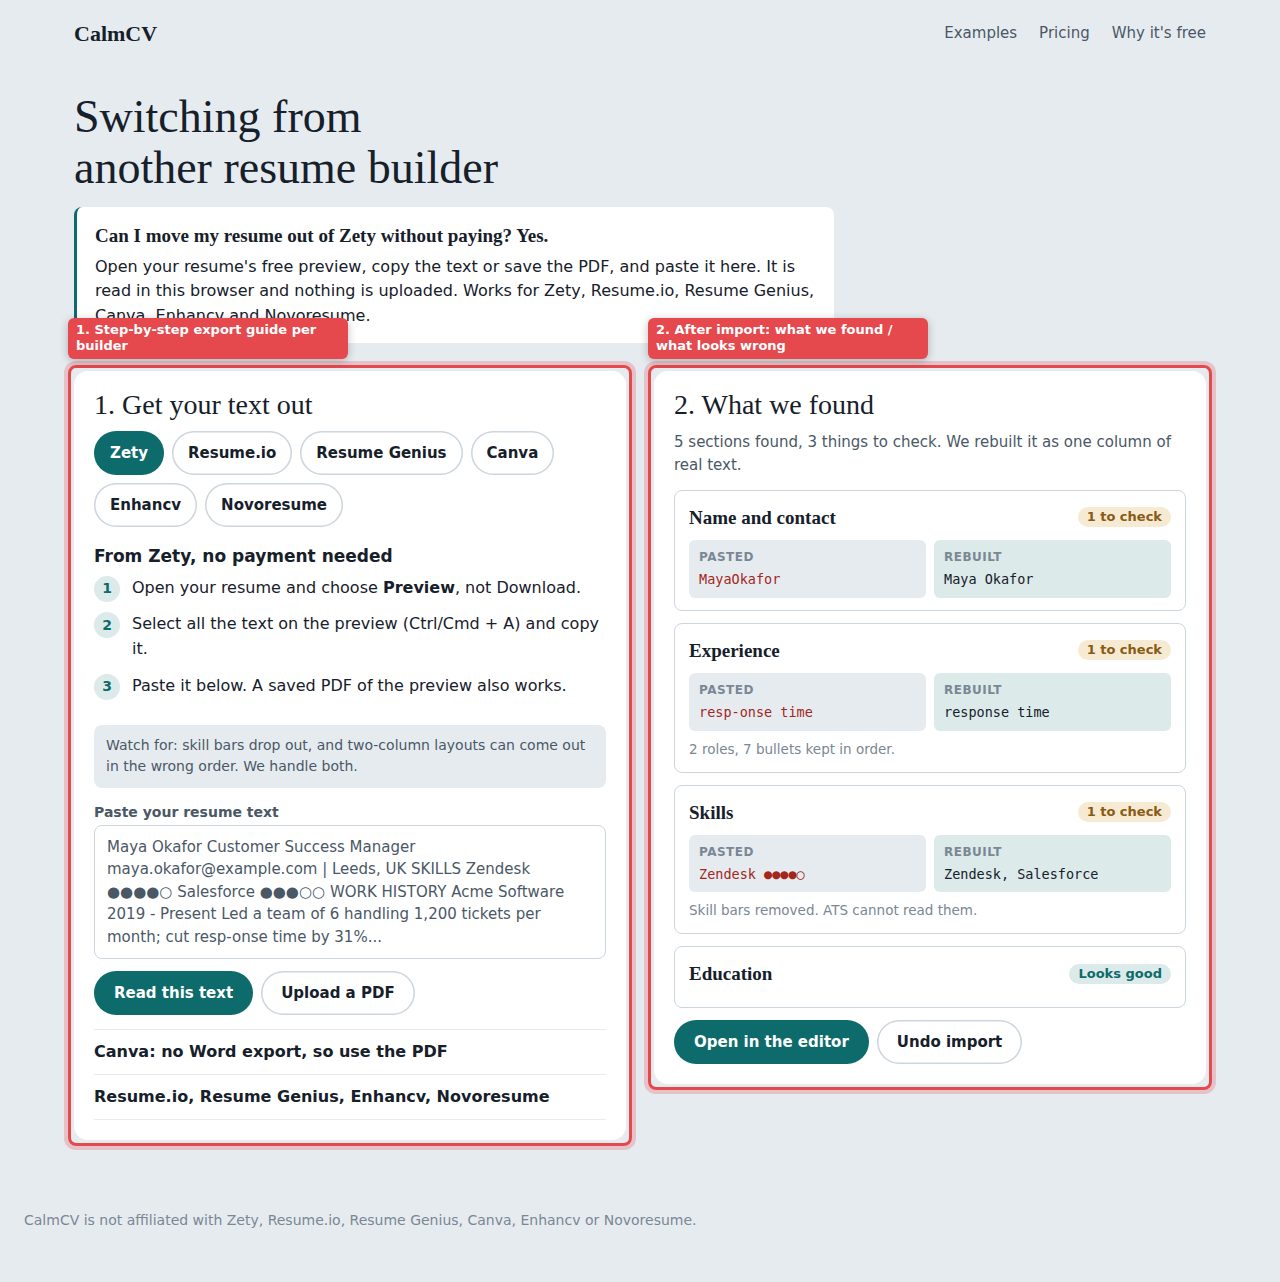 CalmCV
Examples Pricing Why it's free
Switching from
another resume builder
Can I move my resume out of Zety without paying? Yes.
Open your resume's free preview, copy the text or save the PDF, and paste it here. It is
read in this browser and nothing is uploaded. Works for Zety, Resume.io, Resume Genius,
Canva, Enhancv and Novoresume.
1. Step-by-step export guide per
builder
1. Get your text out
Zety Resume.io Resume Genius Canva
Enhancv Novoresume
From Zety, no payment needed
1 Open your resume and choose Preview, not Download.
2 Select all the text on the preview (Ctrl/Cmd + A) and copy
it.
3 Paste it below. A saved PDF of the preview also works.
Watch for: skill bars drop out, and two-column layouts can come out
in the wrong order. We handle both.
Paste your resume text
Maya Okafor Customer Success Manager
maya.okafor@example.com | Leeds, UK SKILLS Zendesk
●●●●○ Salesforce ●●●○○ WORK HISTORY Acme Software
2019 - Present Led a team of 6 handling 1,200 tickets per
month; cut resp-onse time by 31%...
Read this text Upload a PDF
Canva: no Word export, so use the PDF
Resume.io, Resume Genius, Enhancv, Novoresume
2. After import: what we found /
what looks wrong
2. What we found
5 sections found, 3 things to check. We rebuilt it as one column of
real text.
Name and contact 1 to check
PASTED REBUILT
MayaOkafor Maya Okafor
Experience 1 to check
PASTED REBUILT
resp-onse time response time
2 roles, 7 bullets kept in order.
Skills 1 to check
PASTED REBUILT
Zendesk ●●●●○ Zendesk, Salesforce
Skill bars removed. ATS cannot read them.
Education Looks good
Open in the editor Undo import
CalmCV is not affiliated with Zety, Resume.io, Resume Genius, Canva, Enhancv or Novoresume.